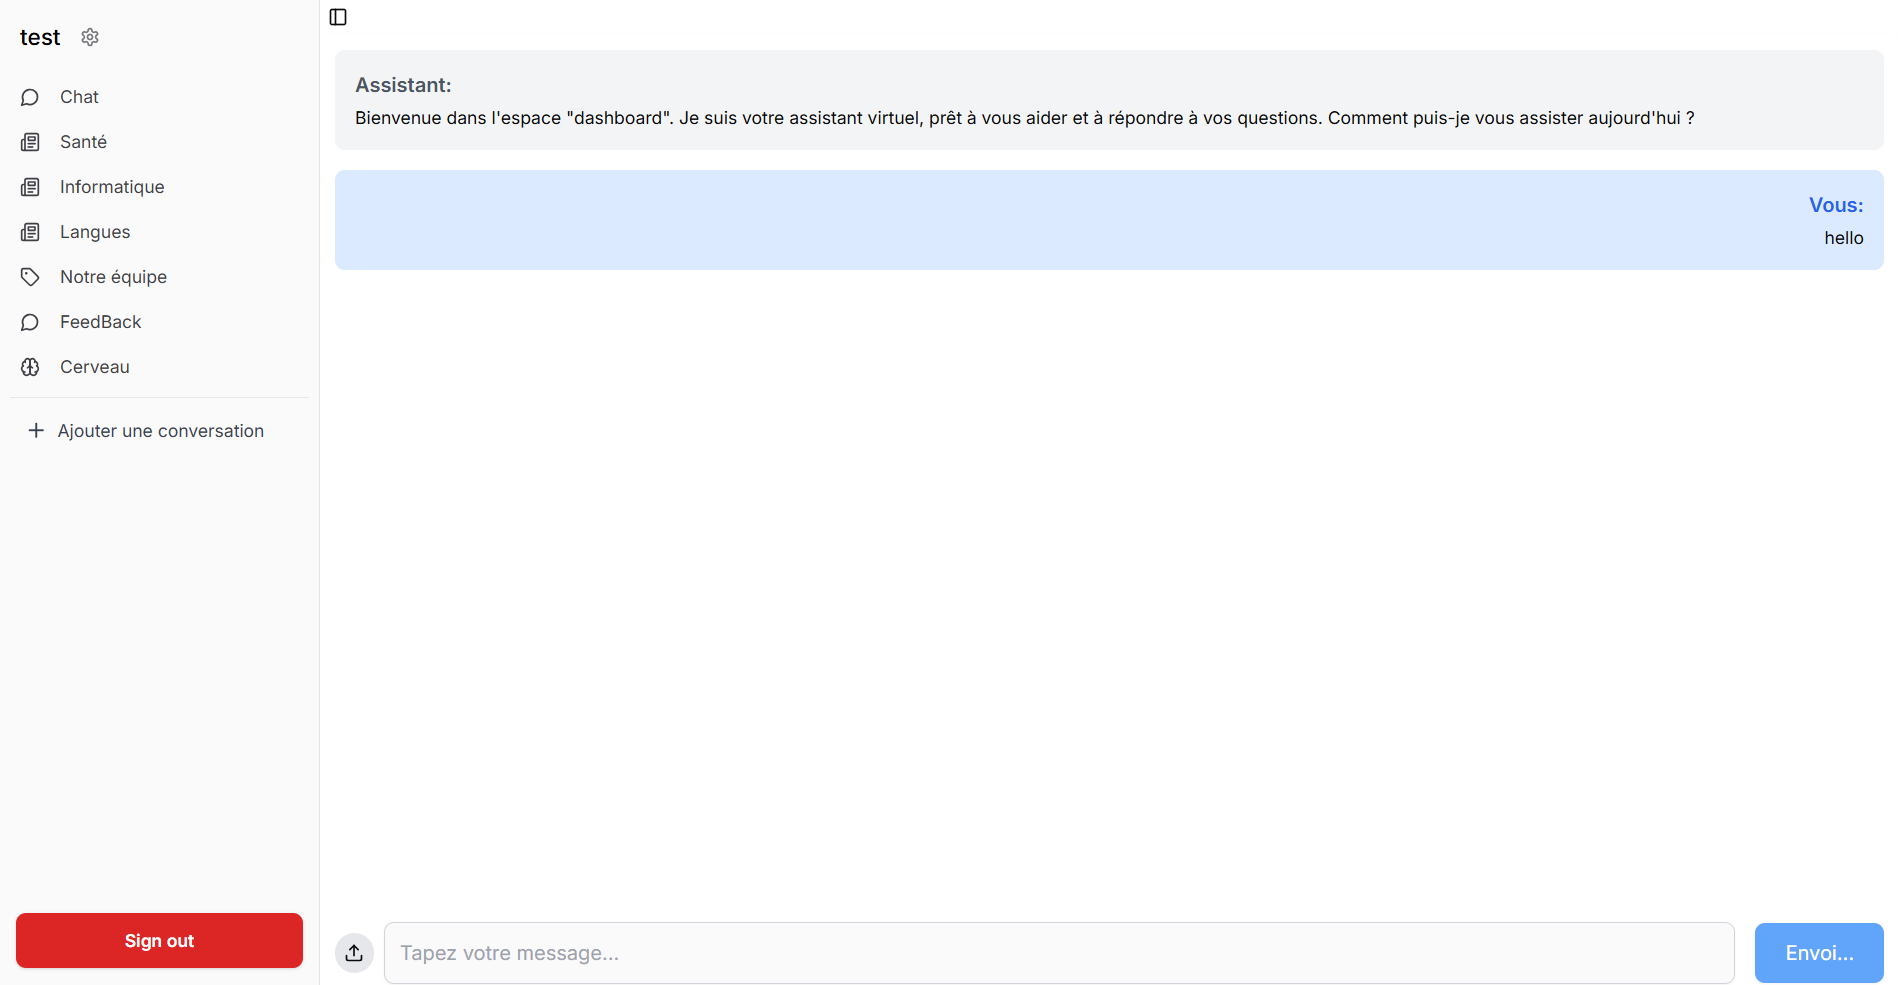 test
Chat
Santé
Informatique
Langues
Notre équipe
FeedBack
Cerveau
Ajouter une conversation
Sign out
Assistant:
Bienvenue dans l'espace "dashboard". Je suis votre assistant virtuel, prêt à vous aider et à répondre à vos questions. Comment puis-je vous assister aujourd'hui ?
Vous:
hello
Tapez votre message...
Envoi...